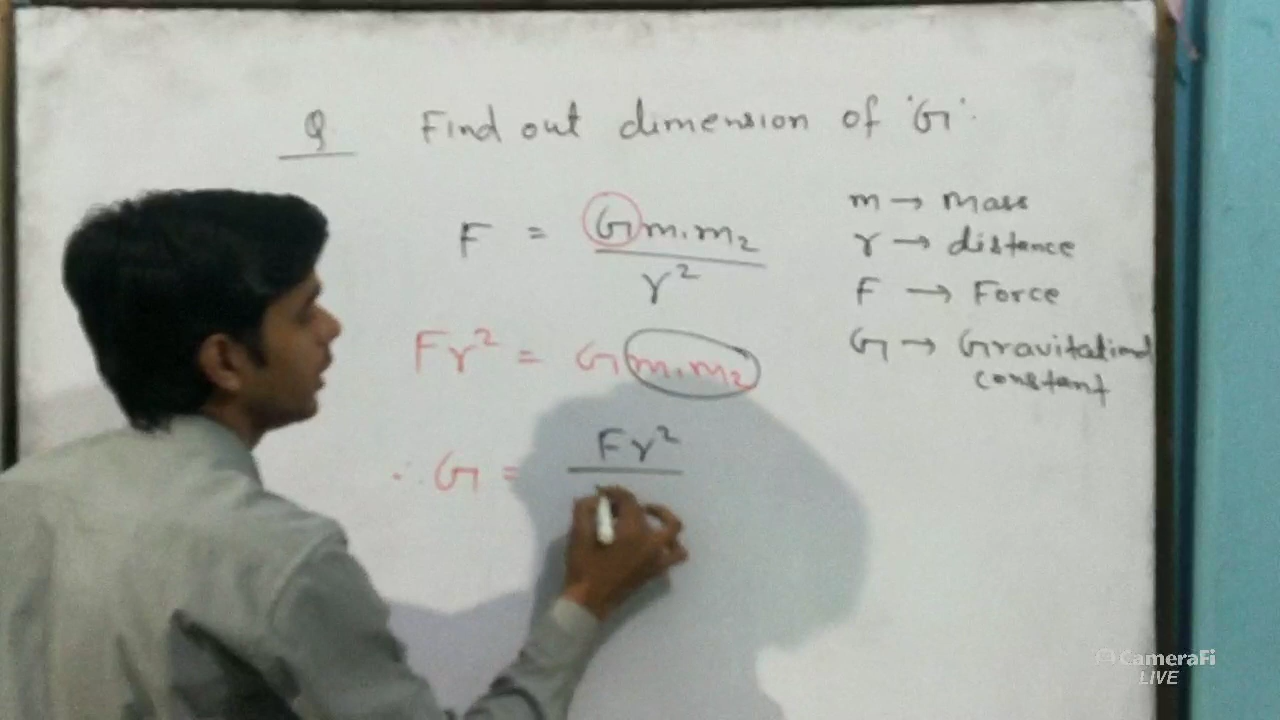 Q Find out dimension of 'G'.
F = Gm₁m₂/r²
Fr² = Gm₁m₂
∴ G = Fr²
m → Mass
r → distance
F → Force
G → Gravitational
constant
CameraFi
LIVE